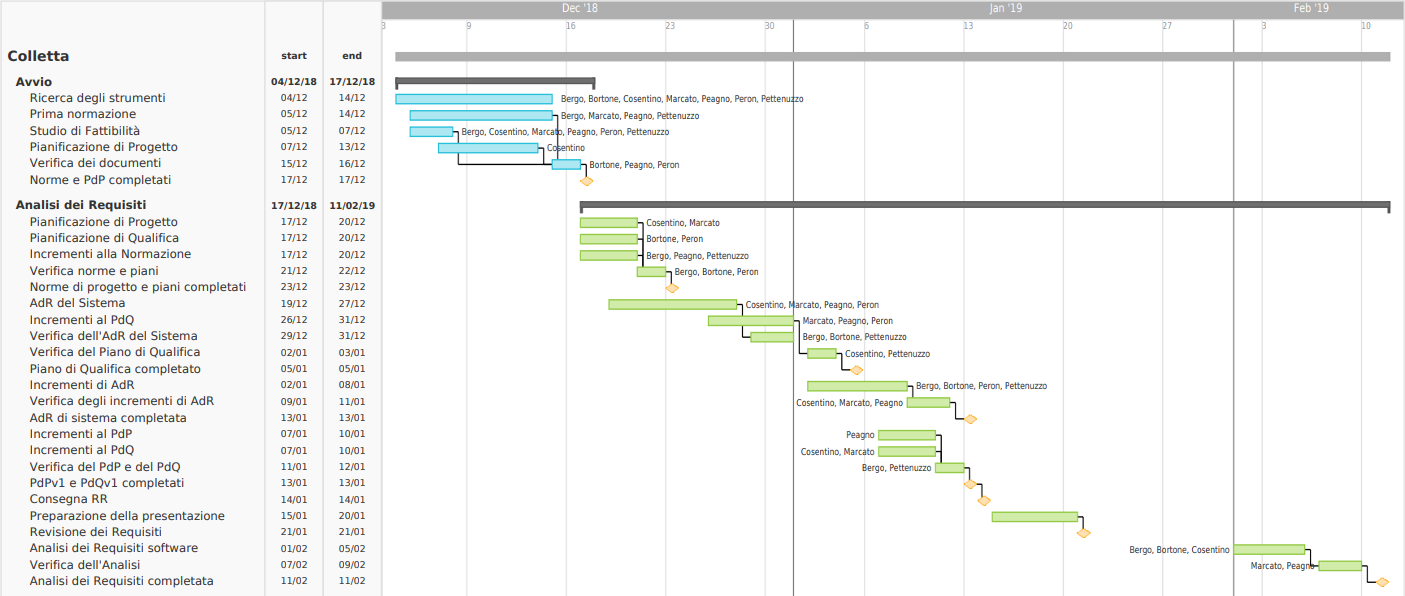 Dec '18 Jan '19 Feb '19
3 9 16 23 30 6 13 20 27 3 10
Colletta start end
Avvio 04/12/18 17/12/18
Ricerca degli strumenti 04/12 14/12 Bergo, Bortone, Cosentino, Marcato, Peagno, Peron, Pettenuzzo
Prima normazione 05/12 14/12 Bergo, Marcato, Peagno, Pettenuzzo
Studio di Fattibilità 05/12 07/12 Bergo, Cosentino, Marcato, Peagno, Peron, Pettenuzzo
Pianificazione di Progetto 07/12 13/12 Cosentino
Verifica dei documenti 15/12 16/12 Bortone, Peagno, Peron
Norme e PdP completati 17/12 17/12
Analisi dei Requisiti 17/12/18 11/02/19
Pianificazione di Progetto 17/12 20/12 Cosentino, Marcato
Pianificazione di Qualifica 17/12 20/12 Bortone, Peron
Incrementi alla Normazione 17/12 20/12 Bergo, Peagno, Pettenuzzo
Verifica norme e piani 21/12 22/12 Bergo, Bortone, Peron
Norme di progetto e piani completati 23/12 23/12
AdR del Sistema 19/12 27/12 Cosentino, Marcato, Peagno, Peron
Incrementi al PdQ 26/12 31/12 Marcato, Peagno, Peron
Verifica dell'AdR del Sistema 29/12 31/12 Bergo, Bortone, Pettenuzzo
Verifica del Piano di Qualifica 02/01 03/01 Cosentino, Pettenuzzo
Piano di Qualifica completato 05/01 05/01
Incrementi di AdR 02/01 08/01 Bergo, Bortone, Peron, Pettenuzzo
Verifica degli incrementi di AdR 09/01 11/01 Cosentino, Marcato, Peagno
AdR di sistema completata 13/01 13/01
Incrementi al PdP 07/01 10/01 Peagno
Incrementi al PdQ 07/01 10/01 Cosentino, Marcato
Verifica del PdP e del PdQ 11/01 12/01 Bergo, Pettenuzzo
PdPv1 e PdQv1 completati 13/01 13/01
Consegna RR 14/01 14/01
Preparazione della presentazione 15/01 20/01
Revisione dei Requisiti 21/01 21/01
Analisi dei Requisiti software 01/02 05/02 Bergo, Bortone, Cosentino
Verifica dell'Analisi 07/02 09/02 Marcato, Peagno
Analisi dei Requisiti completata 11/02 11/02